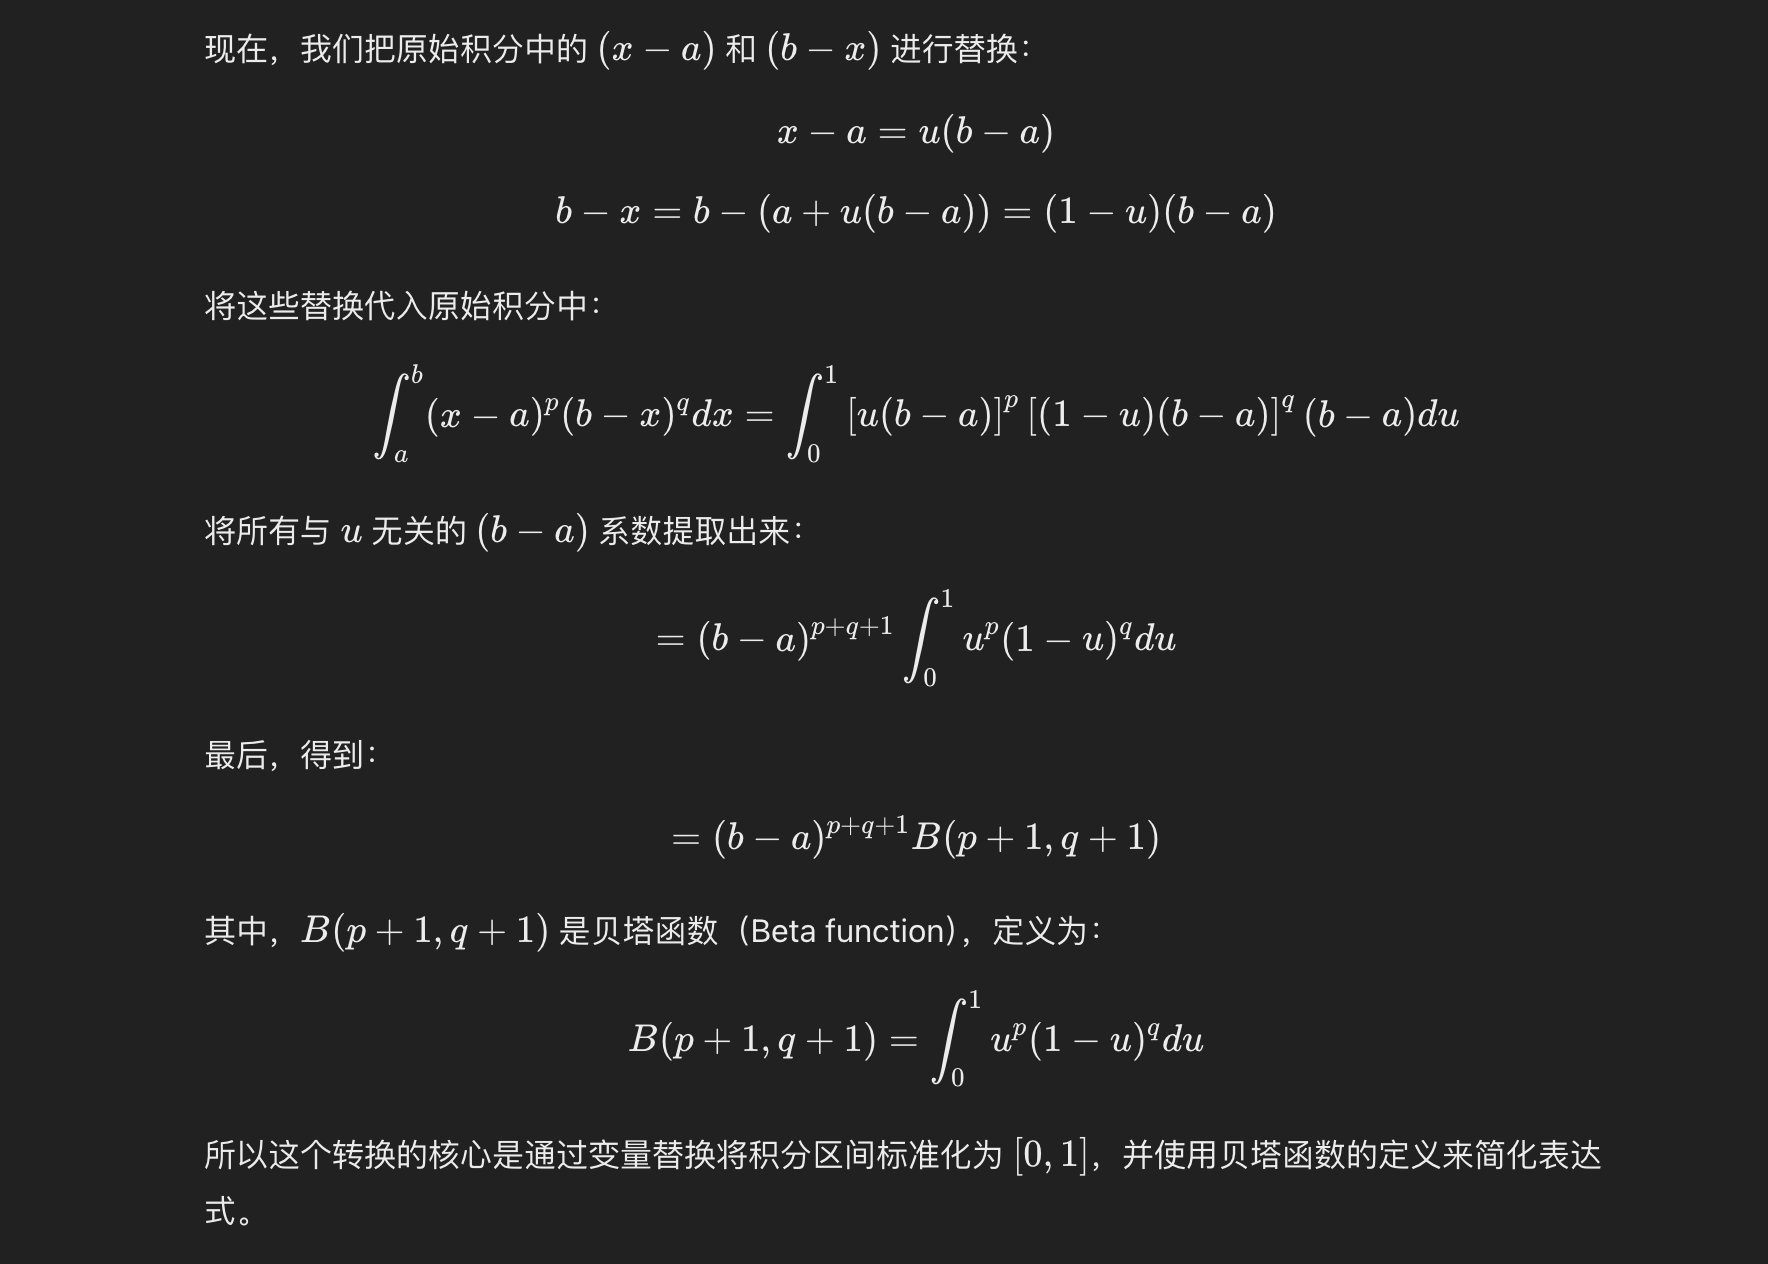 现在，我们把原始积分中的 (x − a) 和 (b − x) 进行替换：
x − a = u(b − a)
b − x = b − (a + u(b − a)) = (1 − u)(b − a)
将这些替换代入原始积分中：
∫_a^b (x − a)^p (b − x)^q dx = ∫_0^1 [u(b − a)]^p [(1 − u)(b − a)]^q (b − a)du
将所有与 u 无关的 (b − a) 系数提取出来：
= (b − a)^{p+q+1} ∫_0^1 u^p (1 − u)^q du
最后，得到：
= (b − a)^{p+q+1} B(p + 1, q + 1)
其中，B(p + 1, q + 1) 是贝塔函数（Beta function），定义为：
B(p + 1, q + 1) = ∫_0^1 u^p (1 − u)^q du
所以这个转换的核心是通过变量替换将积分区间标准化为 [0, 1]，并使用贝塔函数的定义来简化表达
式。